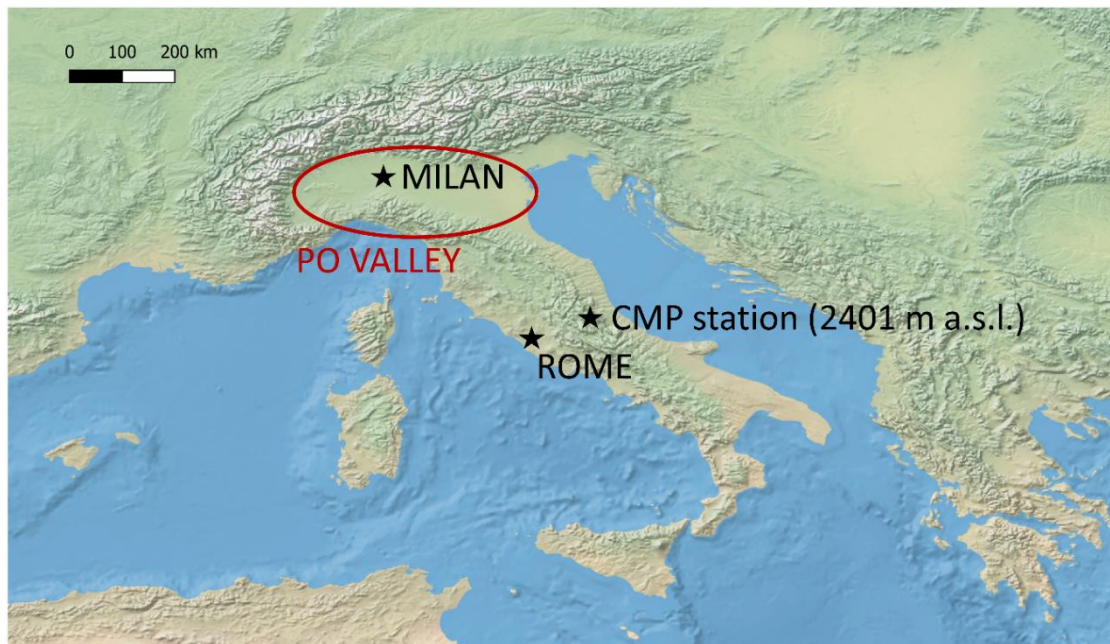 0 100 200 km
MILAN
PO VALLEY
CMP station (2401 m a.s.l.)
ROME